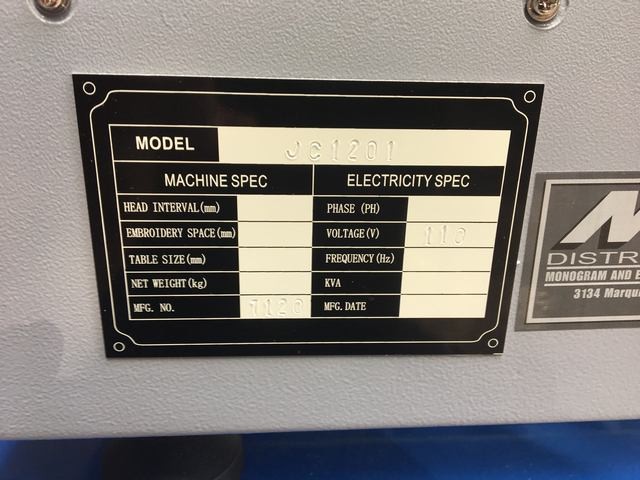 MODEL JC1201
MACHINE SPEC ELECTRICITY SPEC
HEAD INTERVAL(mm) PHASE (PH)
EMBROIDERY SPACE(mm) VOLTAGE(V) 110
TABLE SIZE(mm) FREQUENCY(Hz)
NET WEIGHT(kg) KVA
MFG. NO. 7120 MFG. DATE
DISTR
MONOGRAM AND E
3134 Marqu